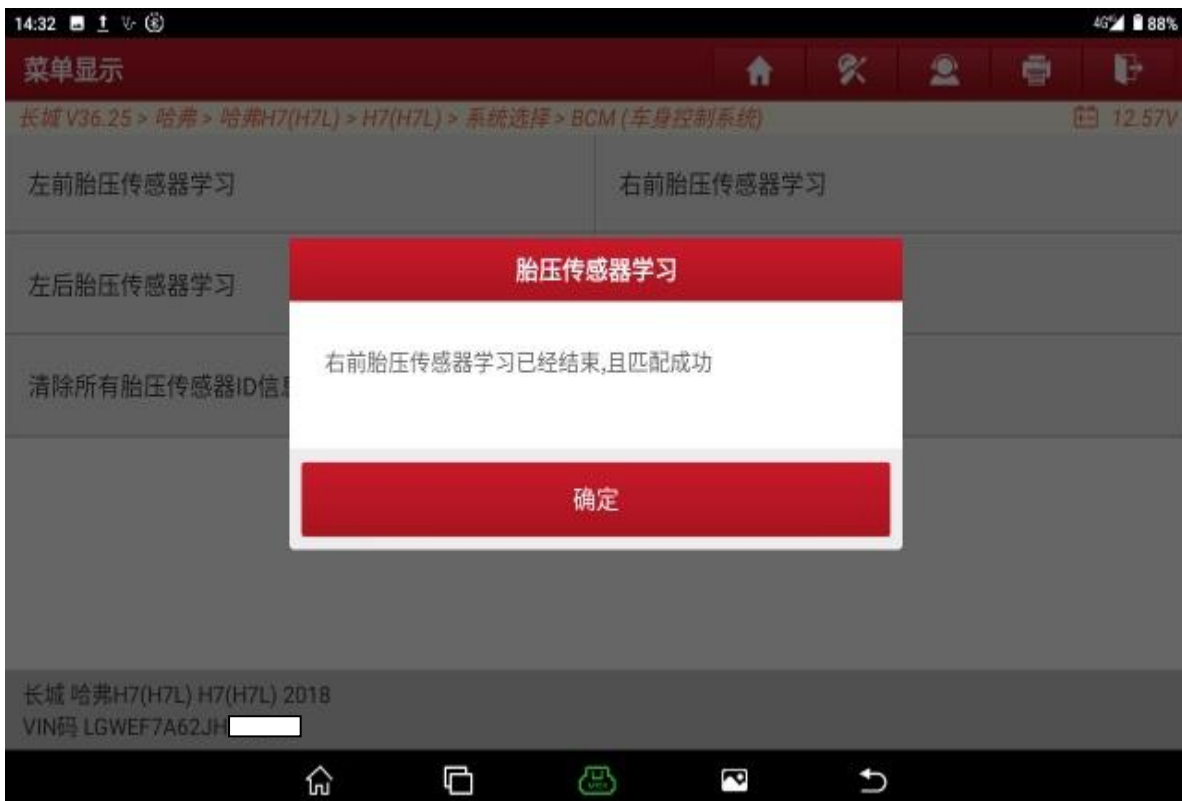 14:32
4G 88%
菜单显示
长城 V36.25 > 哈弗 > 哈弗H7(H7L) > H7(H7L) > 系统选择 > BCM (车身控制系统)
12.57V
左前胎压传感器学习
右前胎压传感器学习
胎压传感器学习
左后胎压传感器学习
右前胎压传感器学习已经结束,且匹配成功
清除所有胎压传感器ID信息
确定
长城 哈弗H7(H7L) H7(H7L) 2018
VIN码 LGWEF7A62JH
VCI